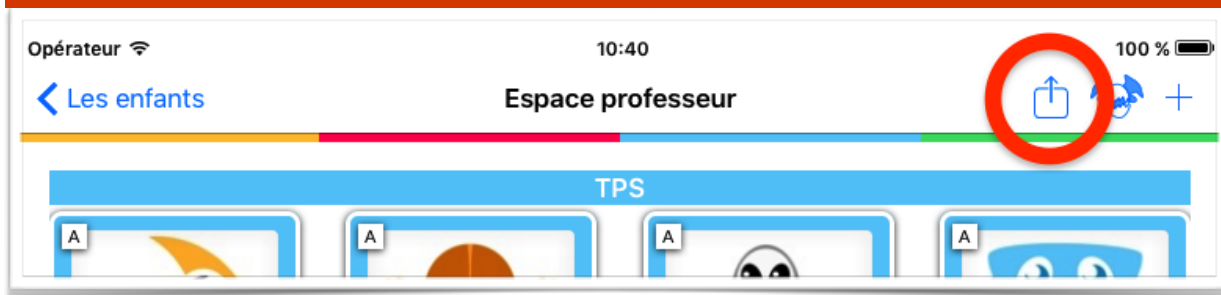 Opérateur 10:40 100 %
Les enfants Espace professeur
TPS
A A A A